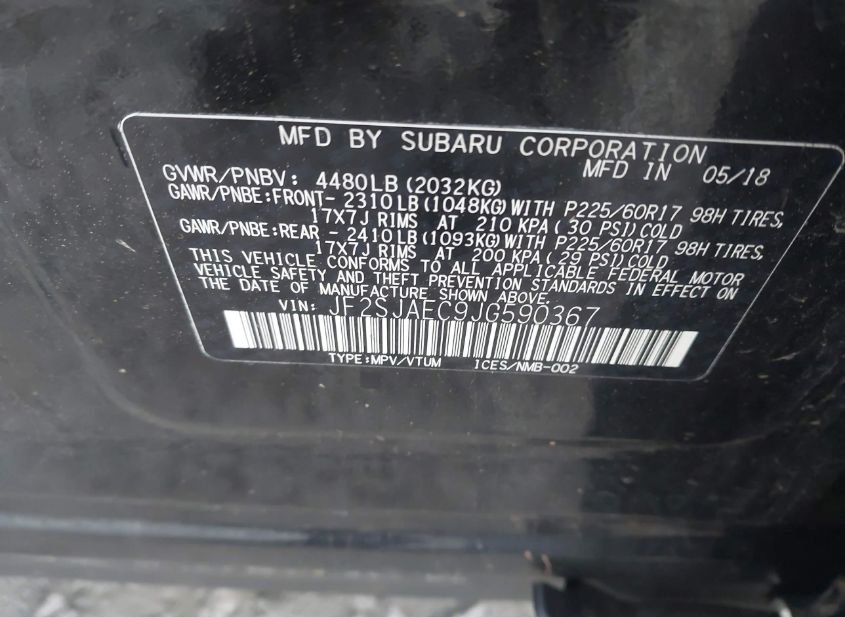 MFD BY SUBARU CORPORATION
MFD IN 05/18
GVWR/PNBV: 4480LB(2032KG)
GAWR/PNBE:FRONT- 2310LB(1048KG)WITH P225/60R17 98H TIRES,
17X7J RIMS AT 210 KPA(30 PSI)COLD
GAWR/PNBE:REAR - 2410LB(1093KG)WITH P225/60R17 98H TIRES,
17X7J RIMS AT 200 KPA(29 PSI)COLD
THIS VEHICLE CONFORMS TO ALL APPLICABLE FEDERAL MOTOR
VEHICLE SAFETY AND THEFT PREVENTION STANDARDS IN EFFECT ON
THE DATE OF MANUFACTURE SHOWN ABOVE.
VIN: JF2SJAEC9JG590367
TYPE:MPV/VTUM ICES/NMB-002